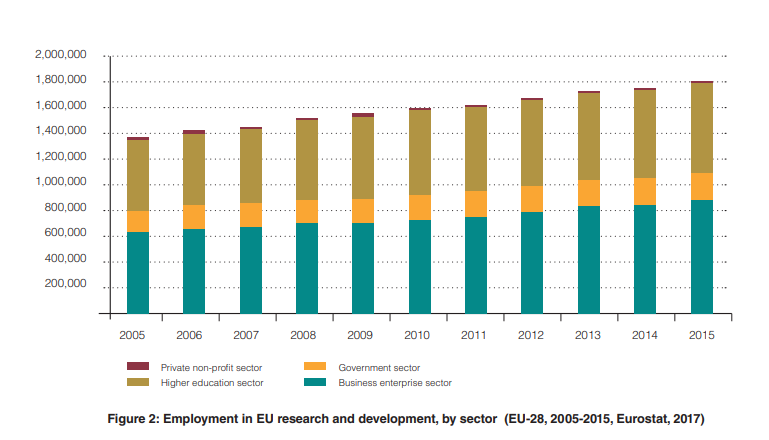 2,000,000
1,800,000
1,600,000
1,400,000
1,200,000
1,000,000
800,000
600,000
400,000
200,000
2005 2006 2007 2008 2009 2010 2011 2012 2013 2014 2015
Private non-profit sector Government sector
Higher education sector Business enterprise sector
Figure 2: Employment in EU research and development, by sector (EU-28, 2005-2015, Eurostat, 2017)